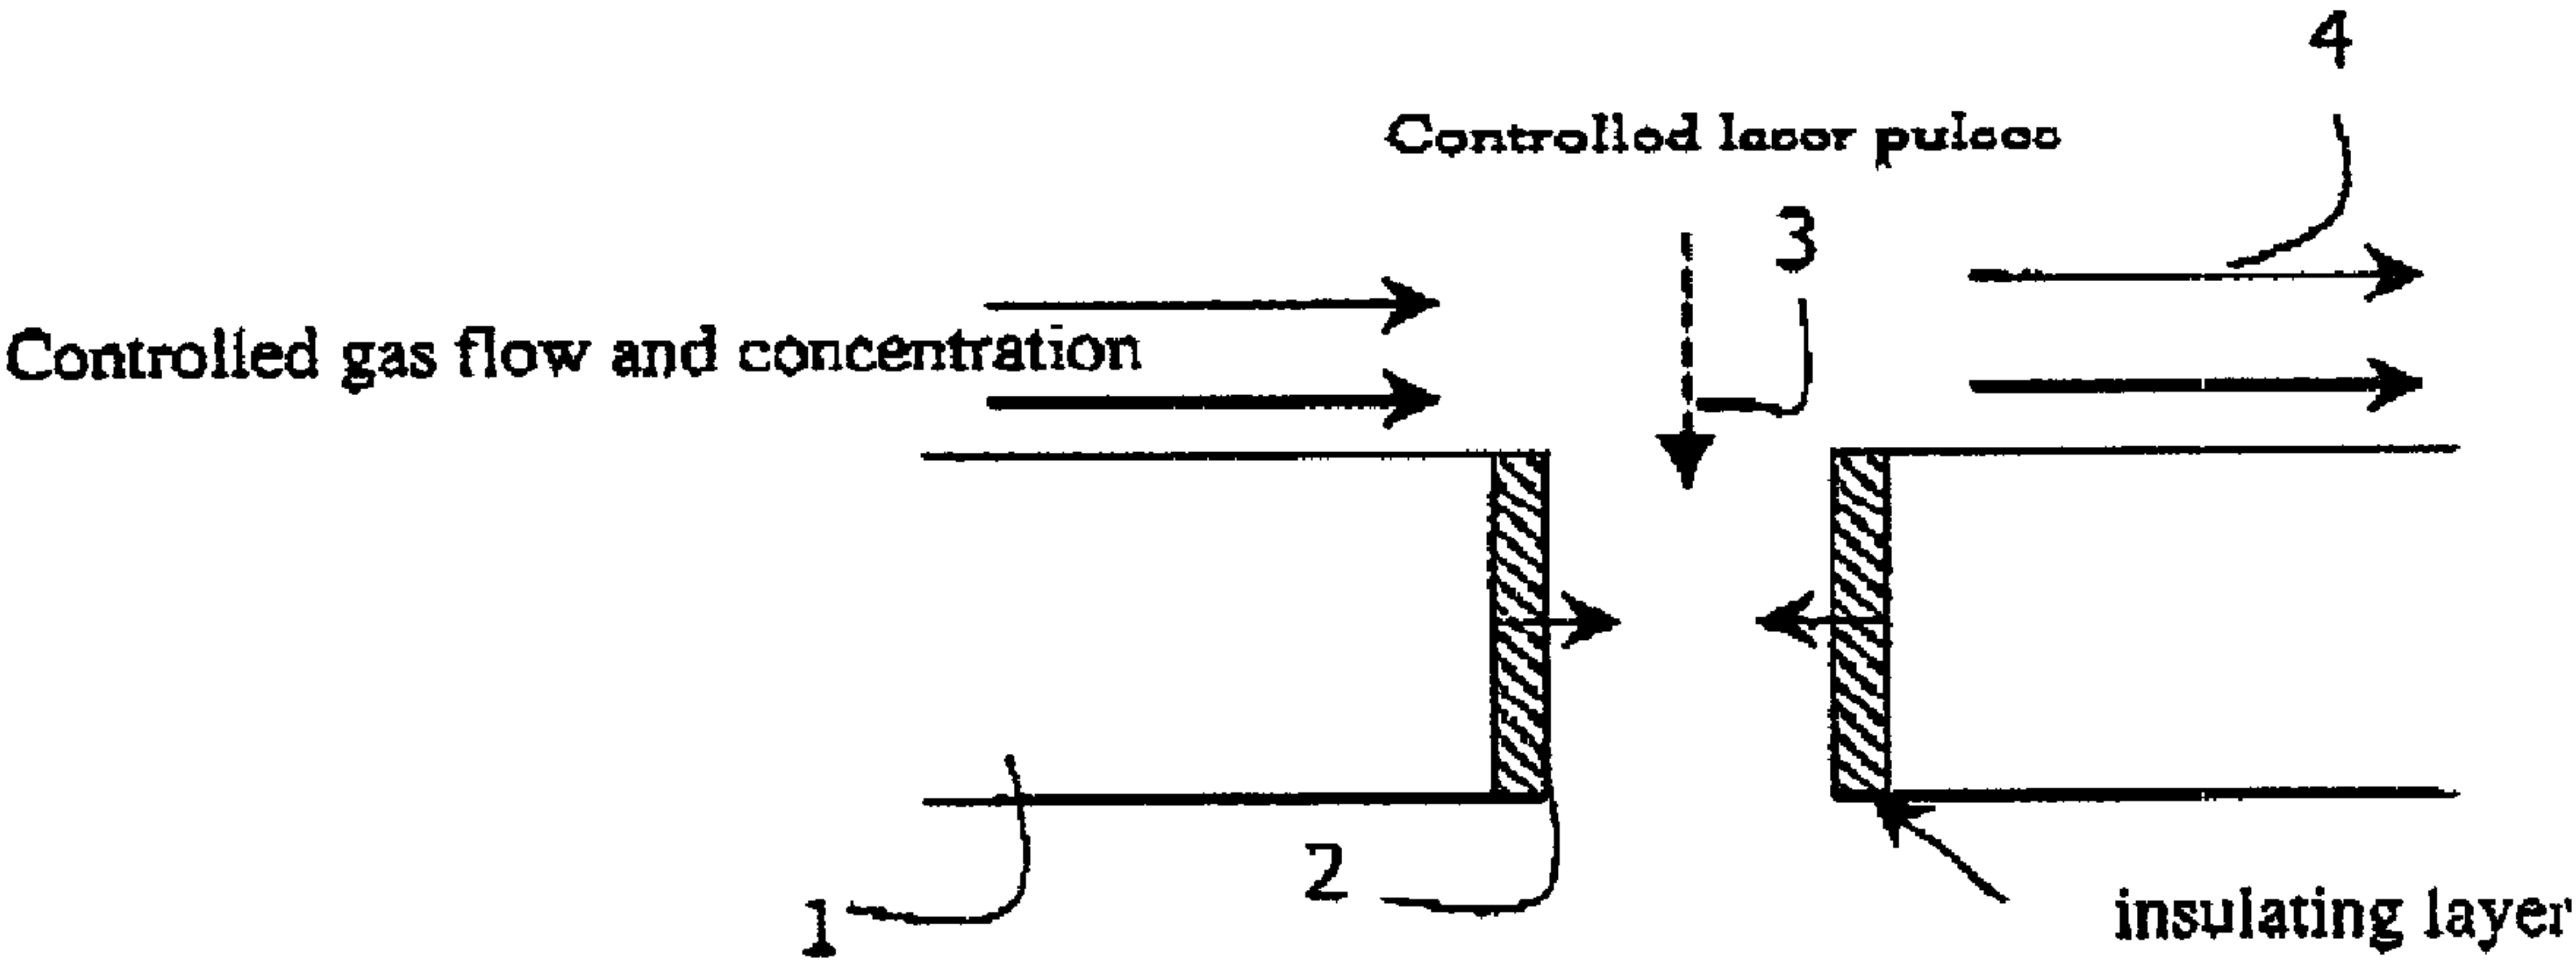 4
Controlled laser pulses
3
Controlled gas flow and concentration
2
1
insulating layer